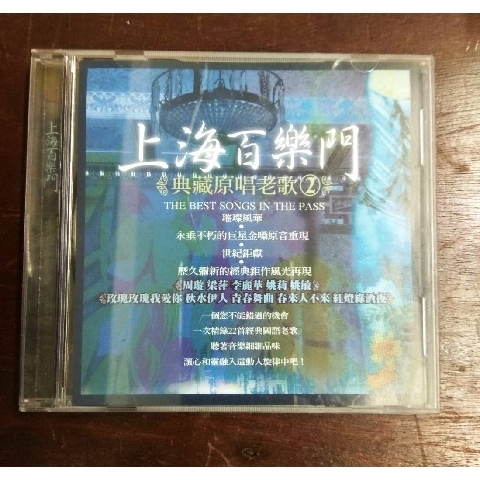 上海百樂門
上海百樂門
典藏原唱老歌②
THE BEST SONGS IN THE PASS
璀璨風華
永垂不朽的巨星金嗓原音重現
世紀鉅獻
歷久彌新的經典鉅作風光再現
周璇 梁萍 李麗華 姚莉 姚敏
玫瑰玫瑰我愛你 秋水伊人 青春舞曲 春來人不來 紅燈綠酒夜
一個您不能錯過的機會
一次精緻22首經典國語老歌
聽著音樂細雖品味
讓心和靈融入這動人旋律中吧！